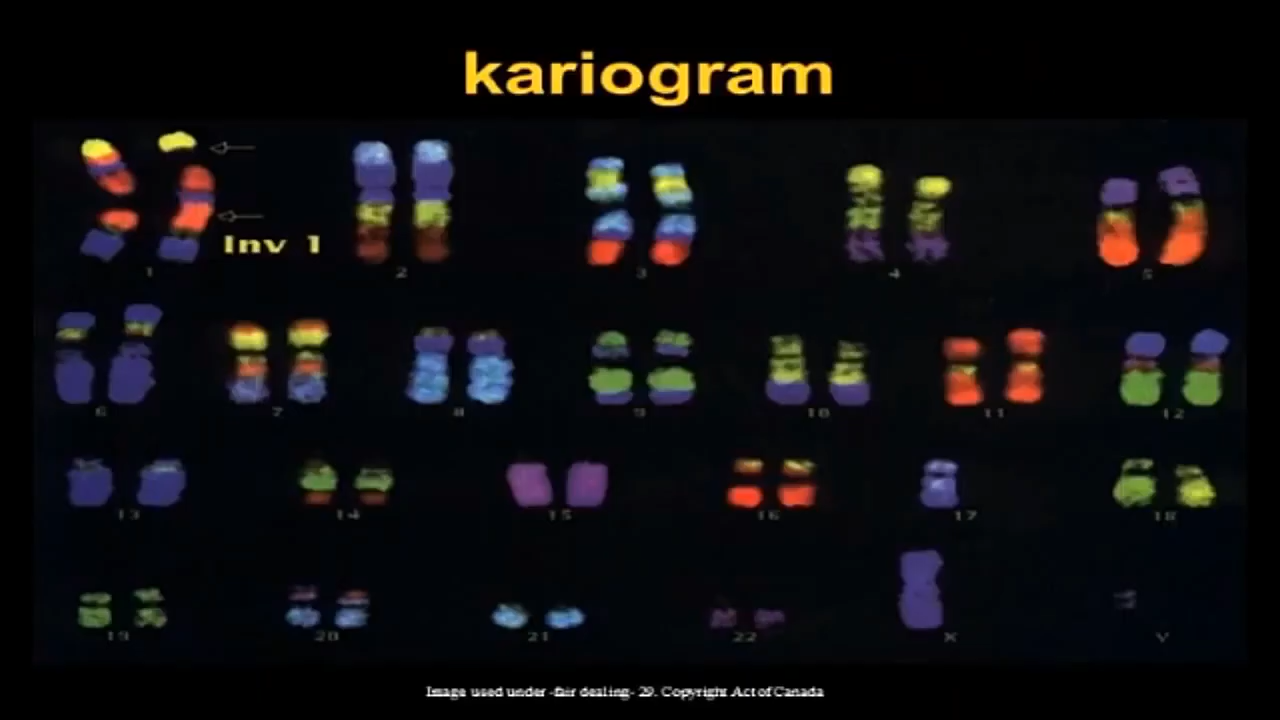 kariogram
Inv 1
1 2 3 4 5
6 7 8 9 10 11 12
13 14 15 16 17 18
19 20 21 22 X Y
Image used under -fair dealing- 29. Copyright Act of Canada